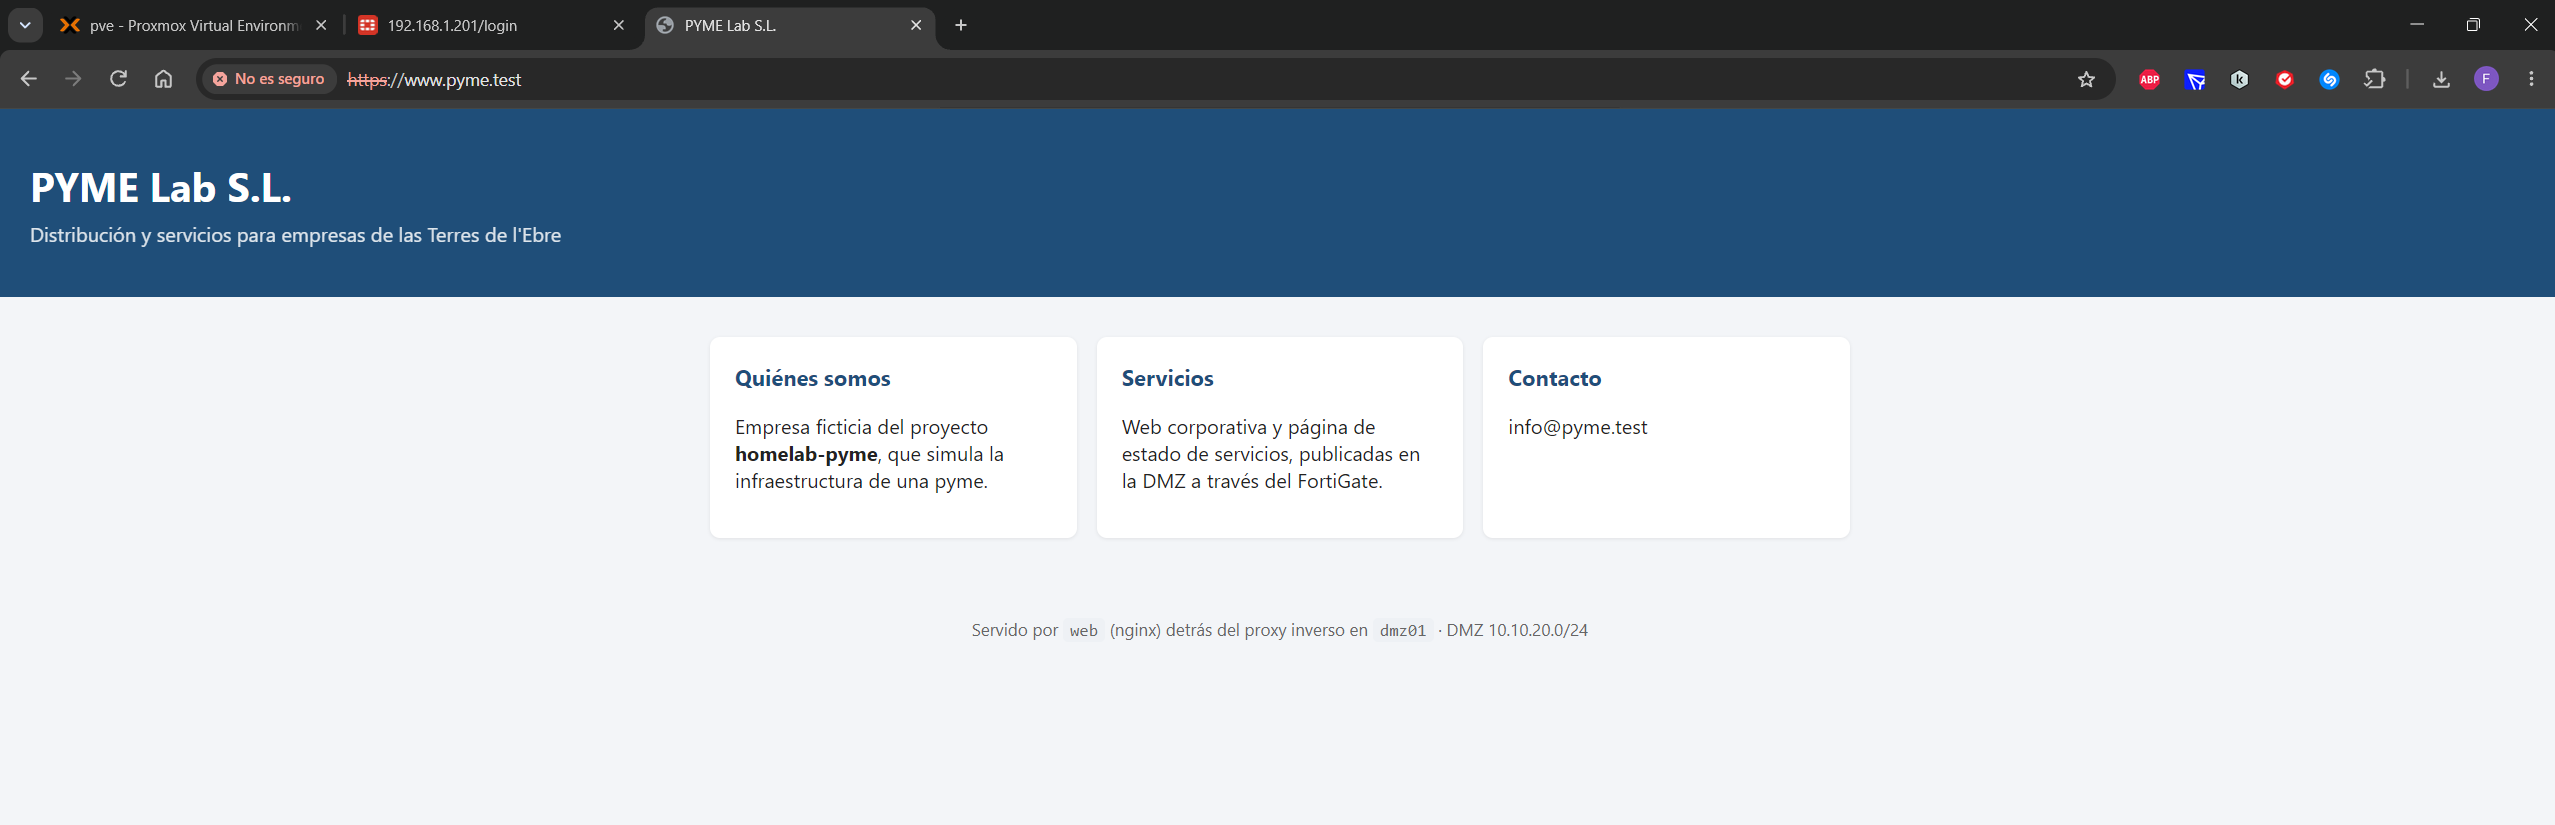 pve - Proxmox Virtual Environm
192.168.1.201/login
PYME Lab S.L.
No es seguro
https://www.pyme.test
ABP
k
F
PYME Lab S.L.
Distribución y servicios para empresas de las Terres de l'Ebre
Quiénes somos
Empresa ficticia del proyecto
homelab-pyme, que simula la
infraestructura de una pyme.
Servicios
Web corporativa y página de
estado de servicios, publicadas en
la DMZ a través del FortiGate.
Contacto
info@pyme.test
Servido por web (nginx) detrás del proxy inverso en dmz01 · DMZ 10.10.20.0/24